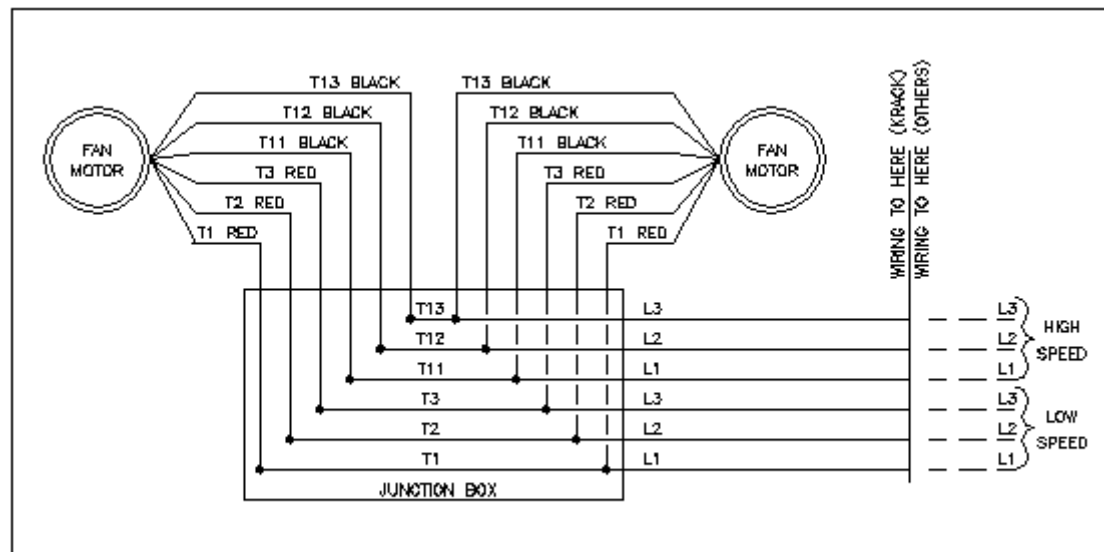 T13 BLACK
T13 BLACK
T12 BLACK
T12 BLACK
T11 BLACK
T11 BLACK
FAN
MOTOR
FAN
MOTOR
T3 RED
T3 RED
T2 RED
T2 RED
T1 RED
T1 RED
WIRING TO HERE (KRACK)
WIRING TO HERE (OTHERS)
T13 L3 L3
T12 L2 L2
T11 L1 L1
HIGH
SPEED
T3 L3 L3
T2 L2 L2
T1 L1 L1
LOW
SPEED
JUNCTION BOX